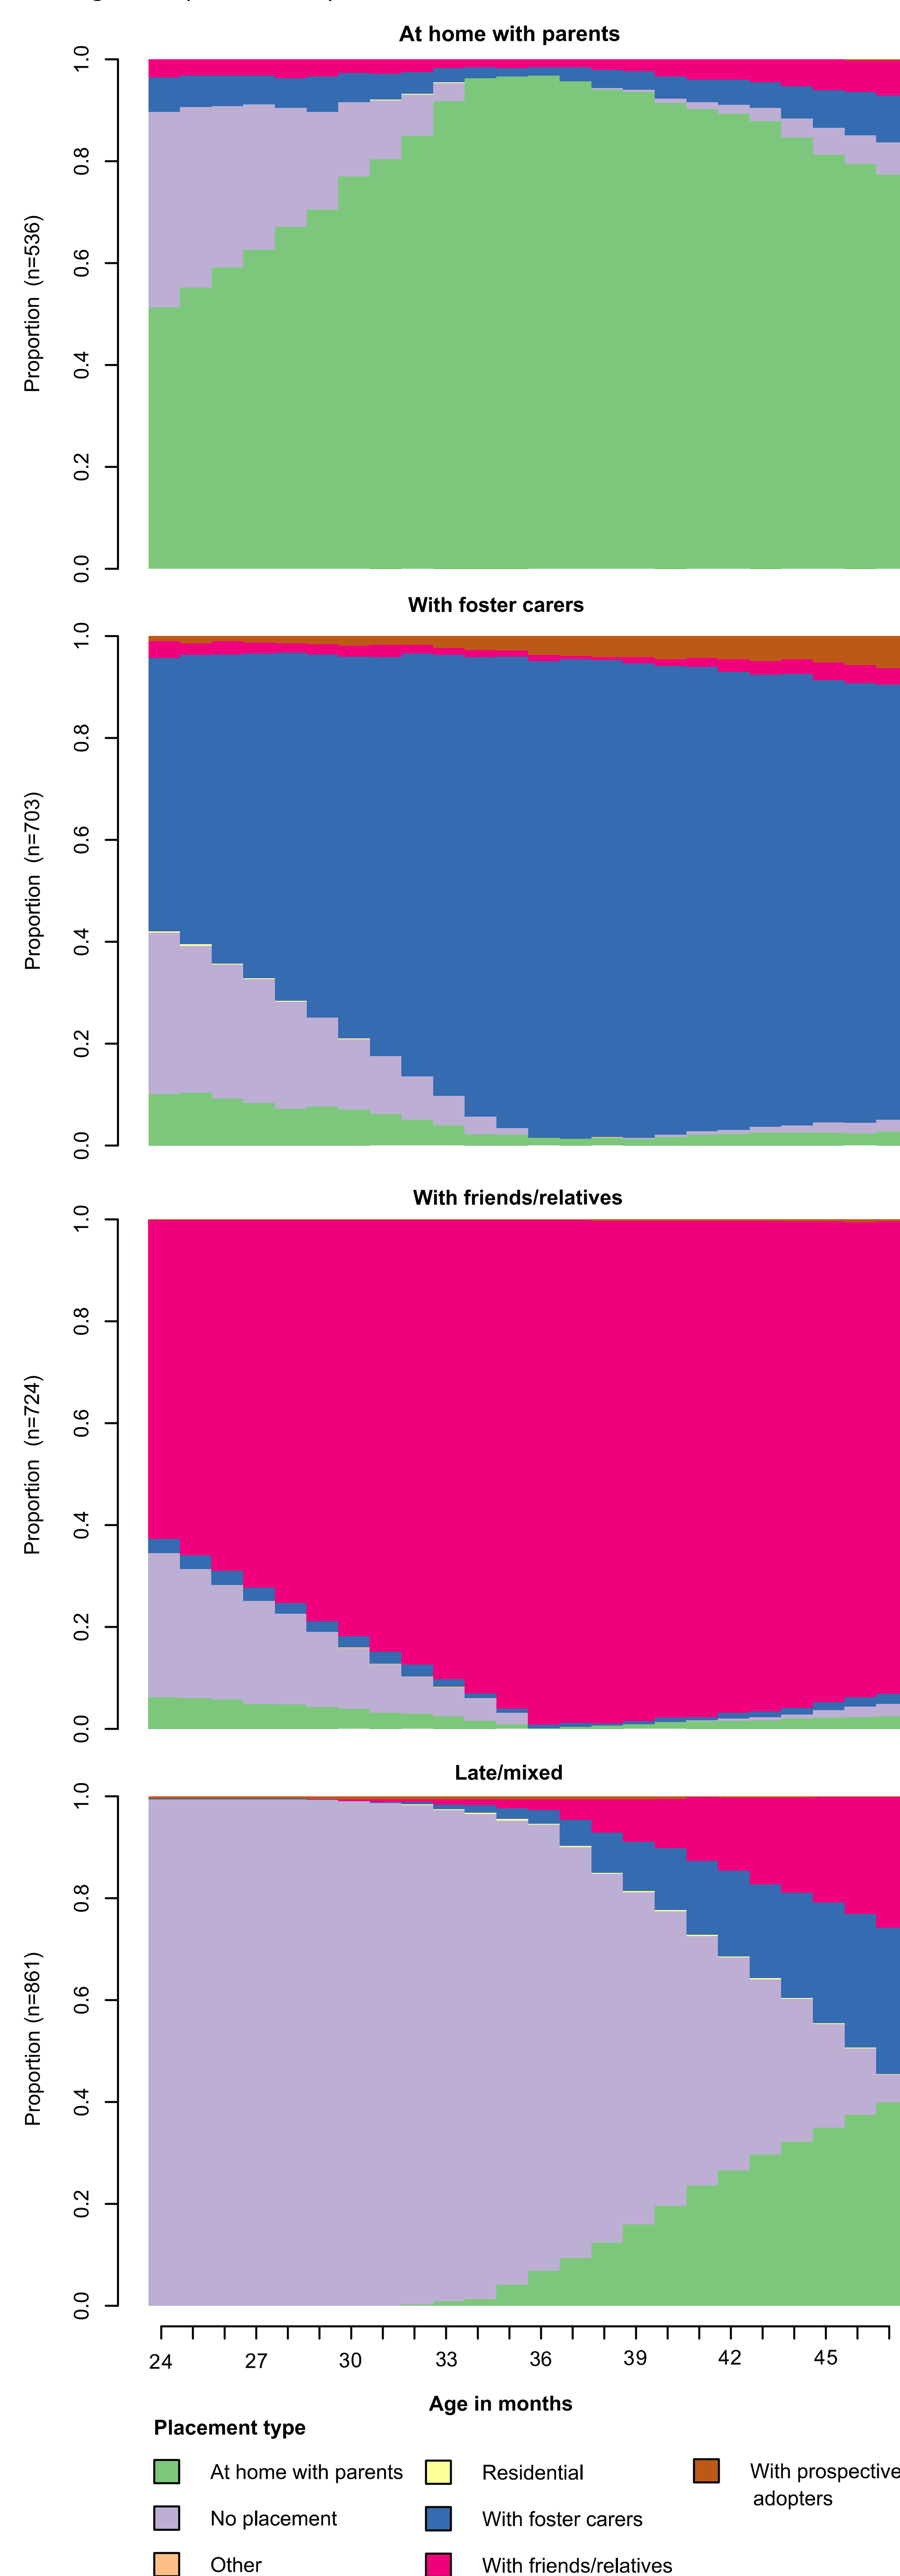 At home with parents
1.0
0.8
0.6
0.4
0.2
0.0
Proportion (n=536)
With foster carers
1.0
0.8
0.6
0.4
0.2
0.0
Proportion (n=703)
With friends/relatives
1.0
0.8
0.6
0.4
0.2
0.0
Proportion (n=724)
Late/mixed
1.0
0.8
0.6
0.4
0.2
0.0
Proportion (n=861)
24 27 30 33 36 39 42 45
Age in months
Placement type
At home with parents
No placement
Other
Residential
With foster carers
With friends/relatives
With prospective
adopters